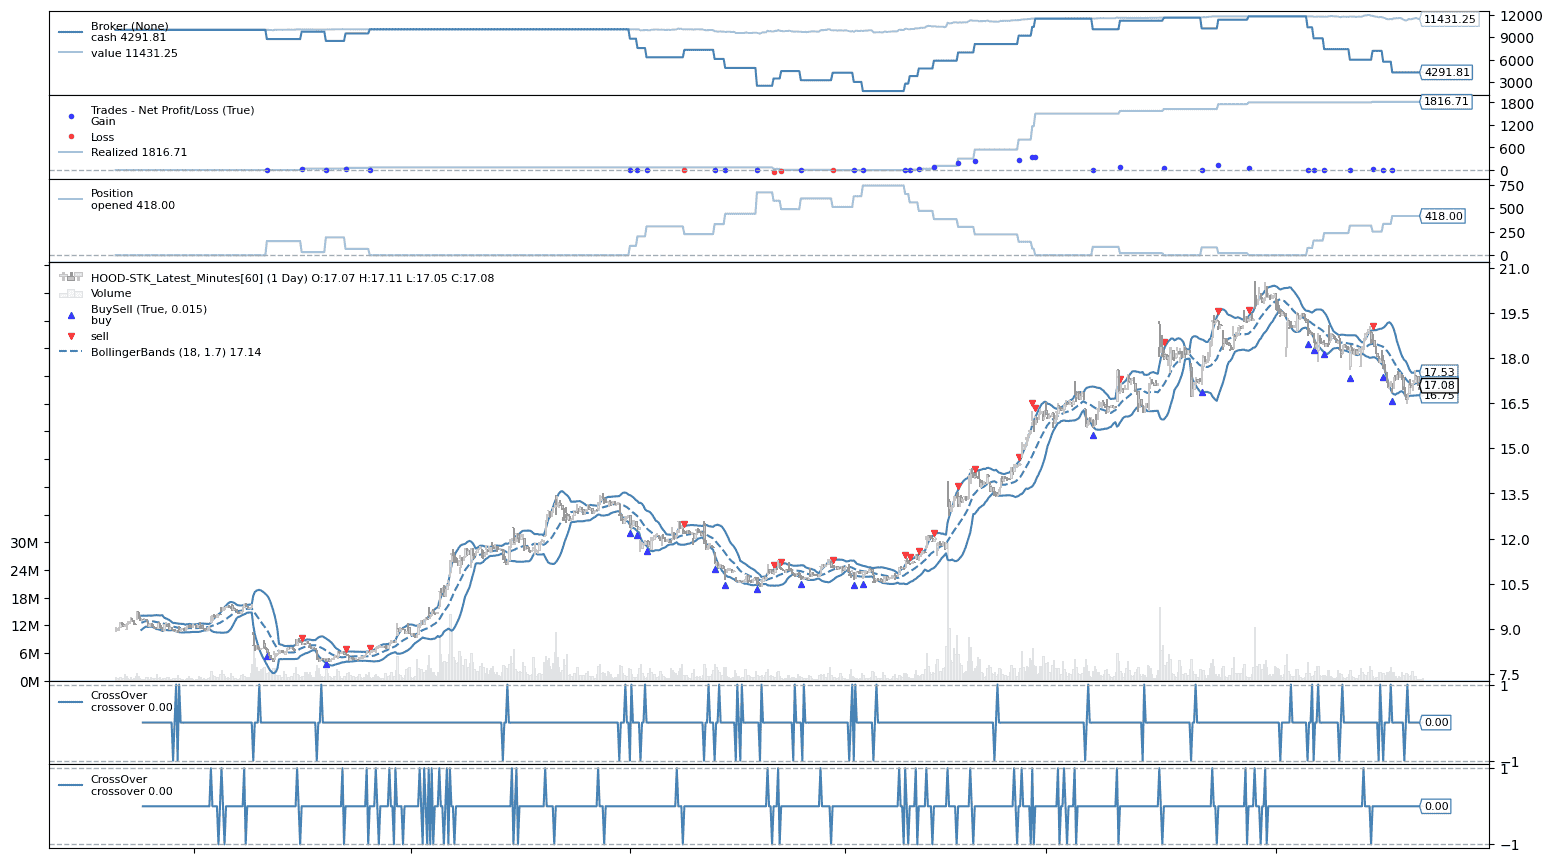 Broker (None)
cash 4291.81
value 11431.25
11431.25
4291.81
12000
9000
6000
3000
Trades - Net Profit/Loss (True)
Gain
Loss
Realized 1816.71
1816.71
1800
1200
600
0
Position
opened 418.00
418.00
750
500
250
0
HOOD-STK_Latest_Minutes[60] (1 Day) O:17.07 H:17.11 L:17.05 C:17.08
Volume
BuySell (True, 0.015)
buy
sell
BollingerBands (18, 1.7) 17.14
17.53
17.08
16.75
21.0
19.5
18.0
16.5
15.0
13.5
12.0
10.5
9.0
7.5
30M
24M
18M
12M
6M
0M
CrossOver
crossover 0.00
0.00
1
−1
CrossOver
crossover 0.00
0.00
1
−1